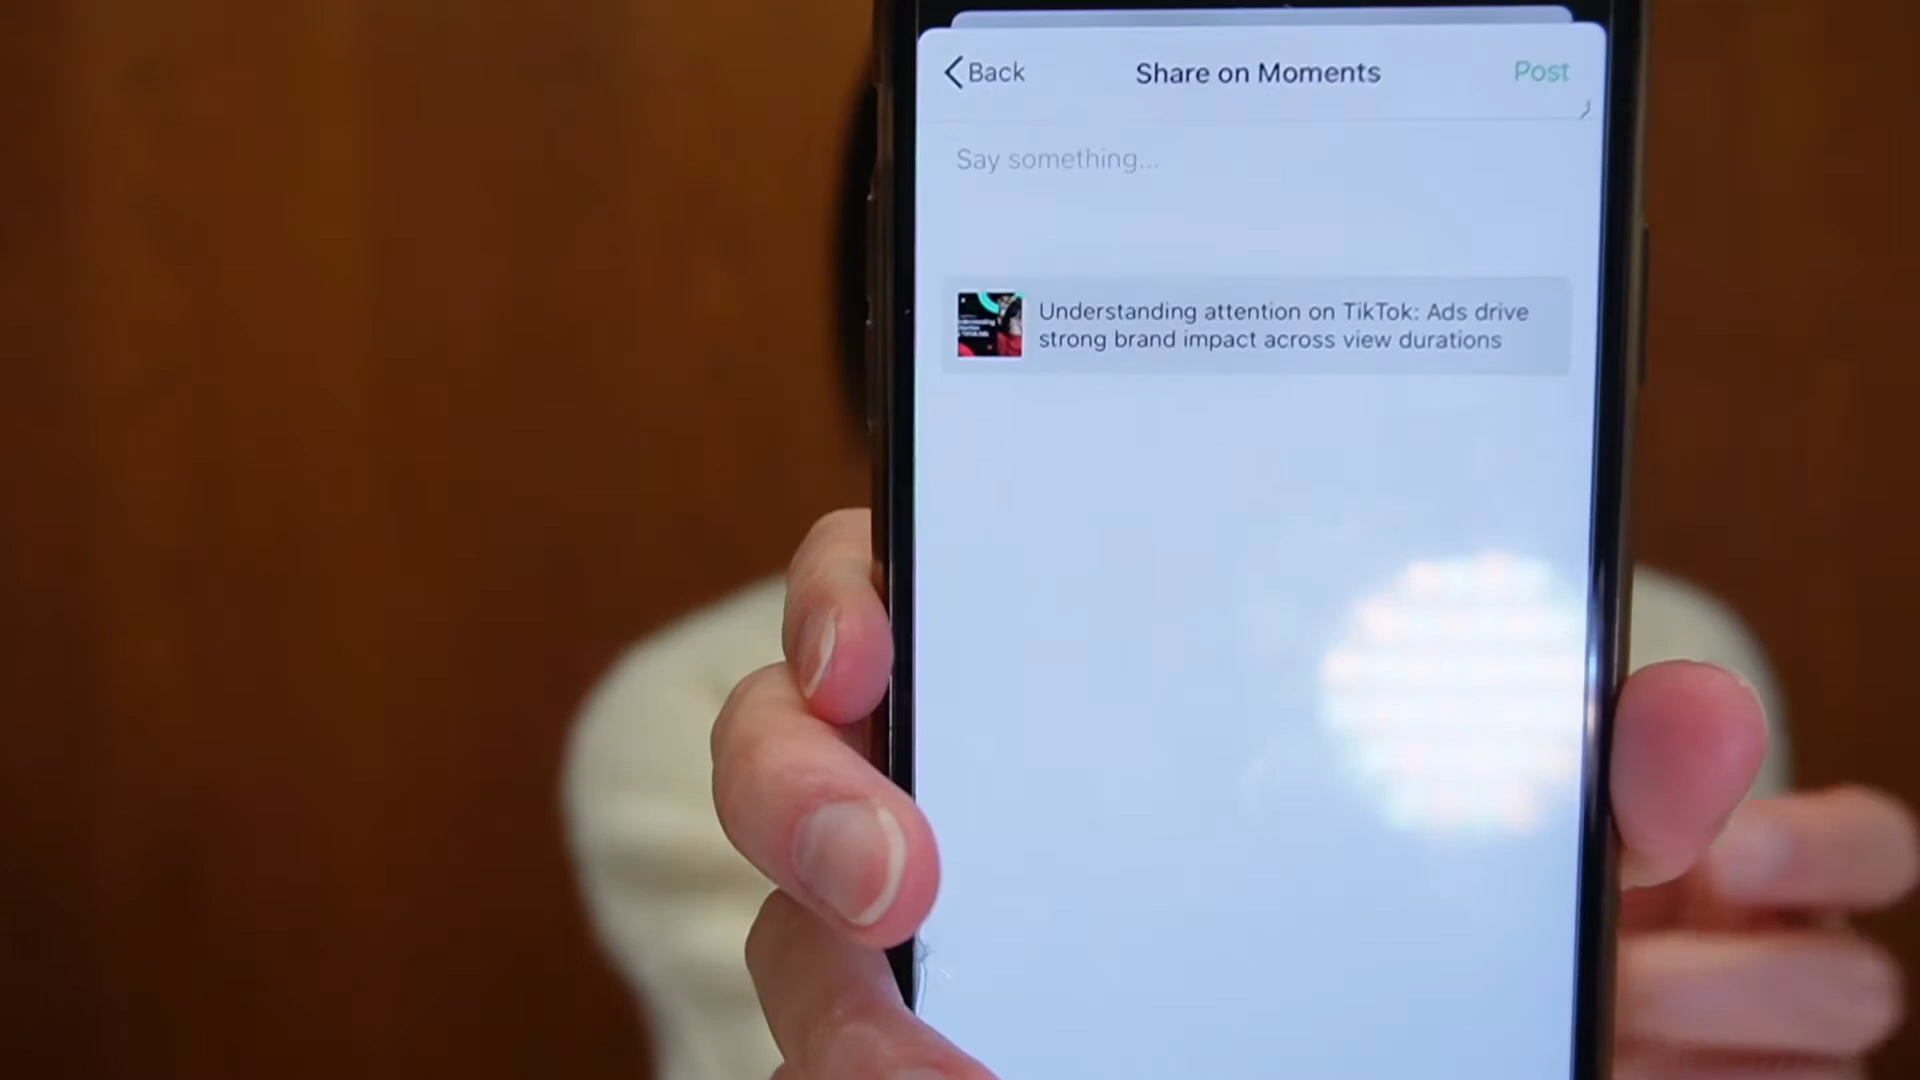 Back
Share on Moments
Post
Say something...
Understanding attention on TikTok: Ads drive
strong brand impact across view durations